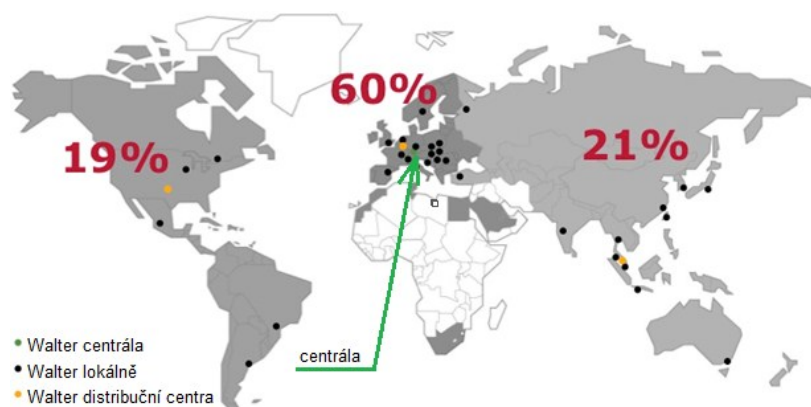 60%
19%
21%
centrála
Walter centrála
Walter lokálně
Walter distribuční centra